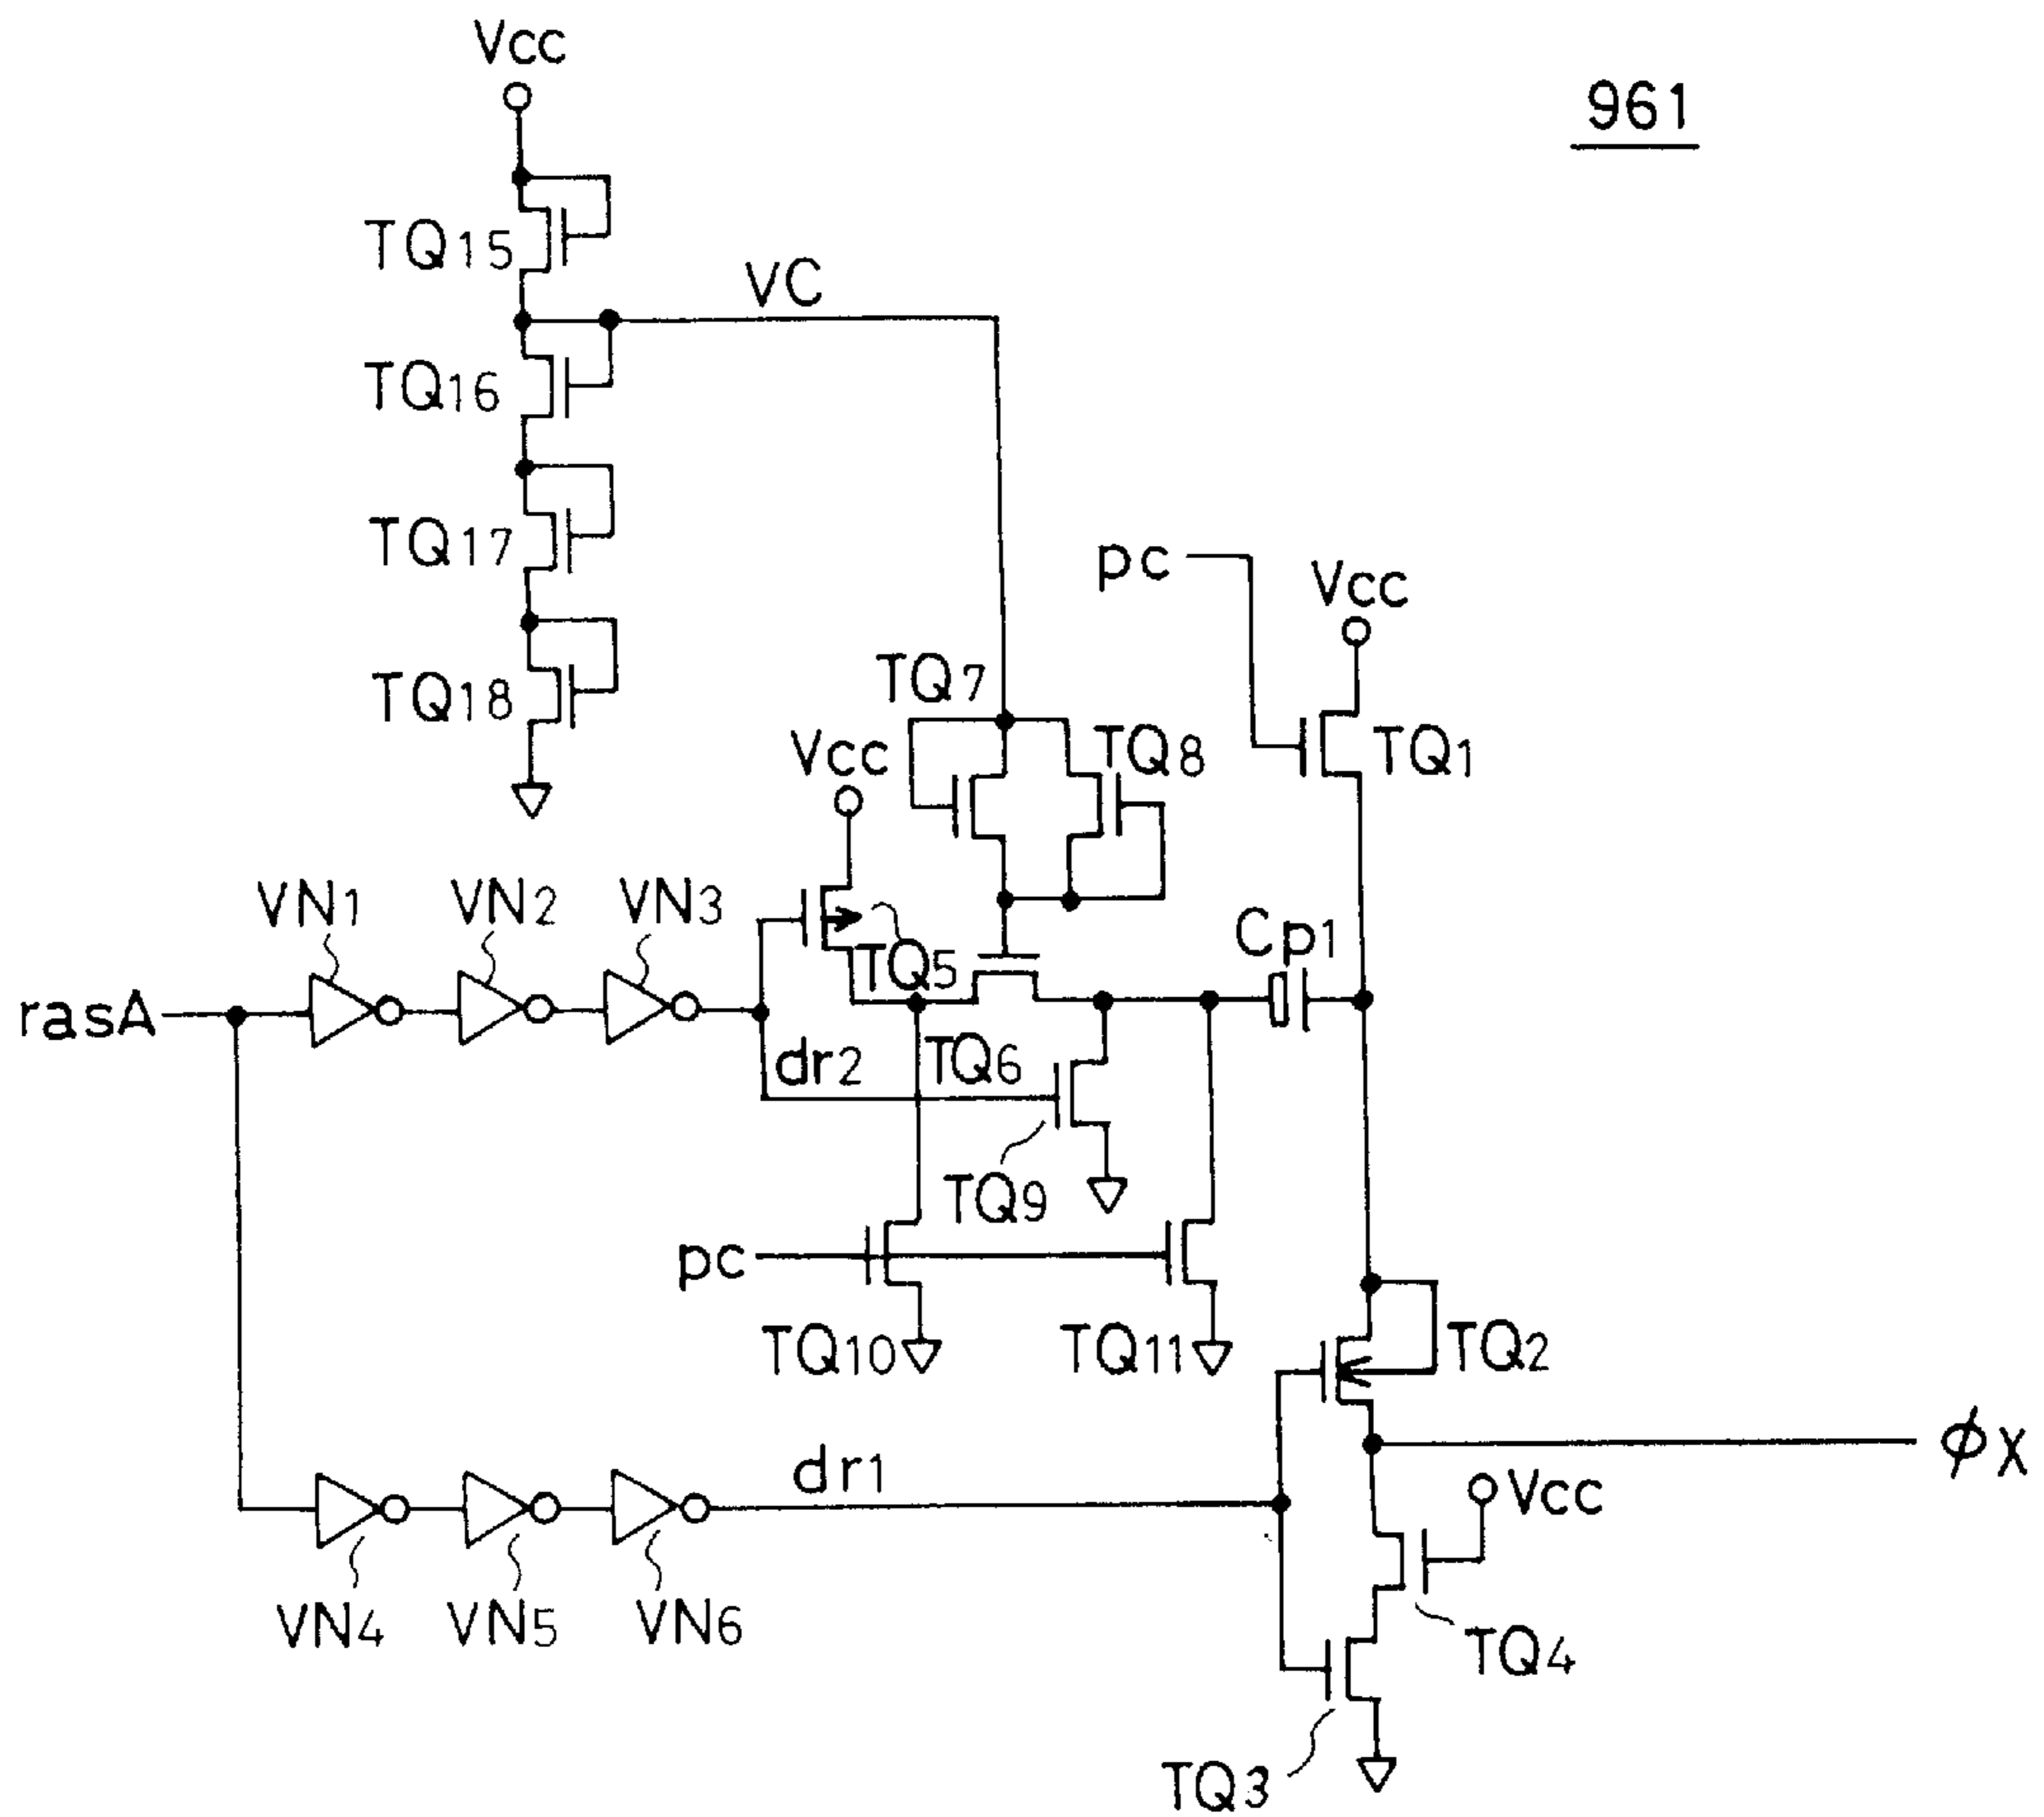 Vcc
961
TQ15
VC
TQ16
TQ17
pc
Vcc
TQ7
TQ18
Vcc
TQ8
TQ1
VN1
VN2
VN3
Cp1
TQ5
rasA
dr2
TQ6
TQ9
pc
TQ10
TQ11
TQ2
ϕX
dr1
Vcc
VN4
VN5
VN6
TQ4
TQ3